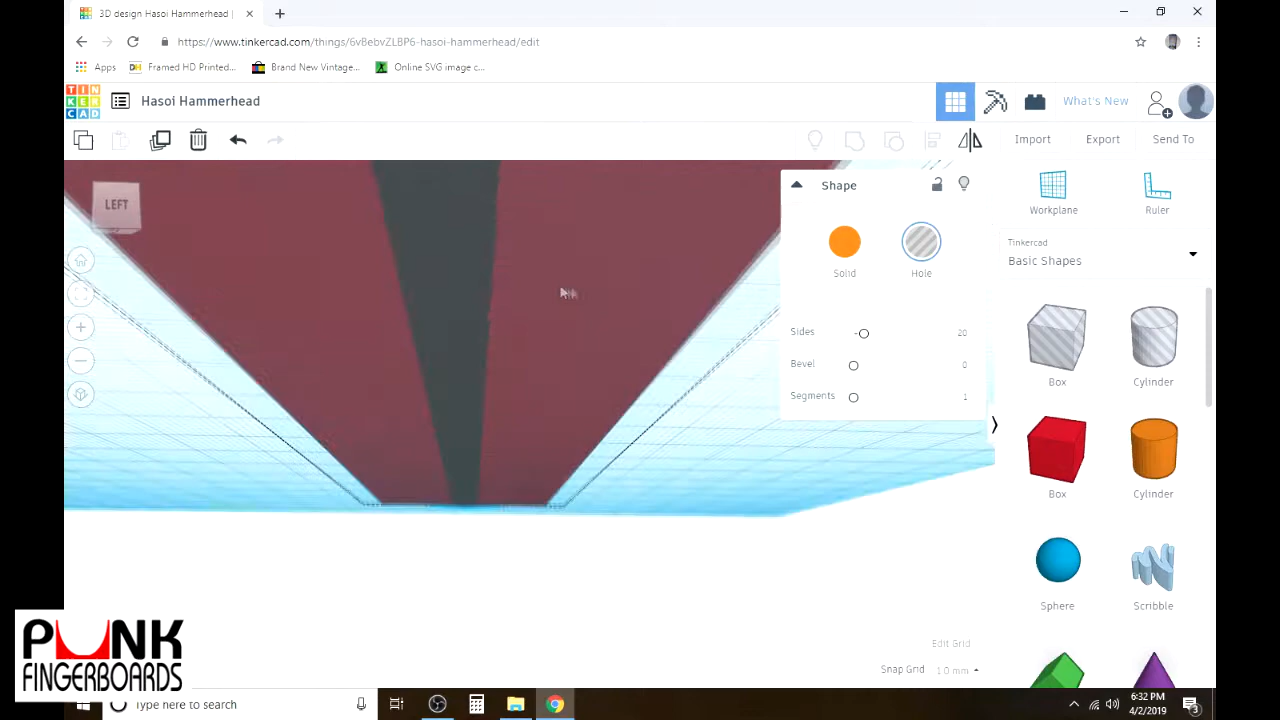 3D design Hasoi Hammerhead |
https://www.tinkercad.com/things/6v8ebvZLBP6-hasoi-hammerhead/edit
Apps Framed HD Printed... Brand New Vintage... Online SVG image c...
TIN
KER
CAD
Hasoi Hammerhead
What's New
Import Export Send To
LEFT
Shape
Solid Hole
Sides 20
Bevel 0
Segments 1
Workplane Ruler
Tinkercad
Basic Shapes
Box Cylinder
Box Cylinder
Sphere Scribble
Edit Grid
Snap Grid 1.0 mm
PUNK
FINGERBOARDS
Type here to search
6:32 PM
4/2/2019
3